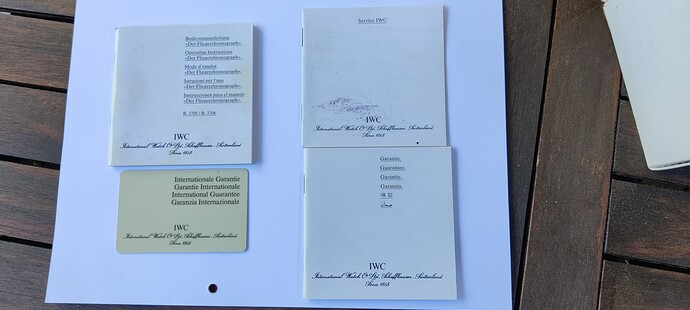 Bedienungsanleitung
«Der Fliegerchronograph».
Operating Instructions
«Der Fliegerchronograph».
Mode d'emploi
«Der Fliegerchronograph».
Istruzioni per l'uso
«Der Fliegerchronograph».
Instrucciones para el manejo
«Der Fliegerchronograph».
R. 3705 / R. 3706
IWC
International Watch Co Ltd. Schaffhausen, Switzerland
Since 1868
Service IWC
IWC
International Watch Co Ltd. Schaffhausen, Switzerland
Since 1868
Internationale Garantie
Garantie Internationale
International Guarantee
Garanzia Internazionale
IWC
International Watch Co Ltd. Schaffhausen, Switzerland
Since 1868
Garantie.
Guarantee.
Garantia.
Garanzia.
IWC
International Watch Co Ltd. Schaffhausen, Switzerland
Since 1868